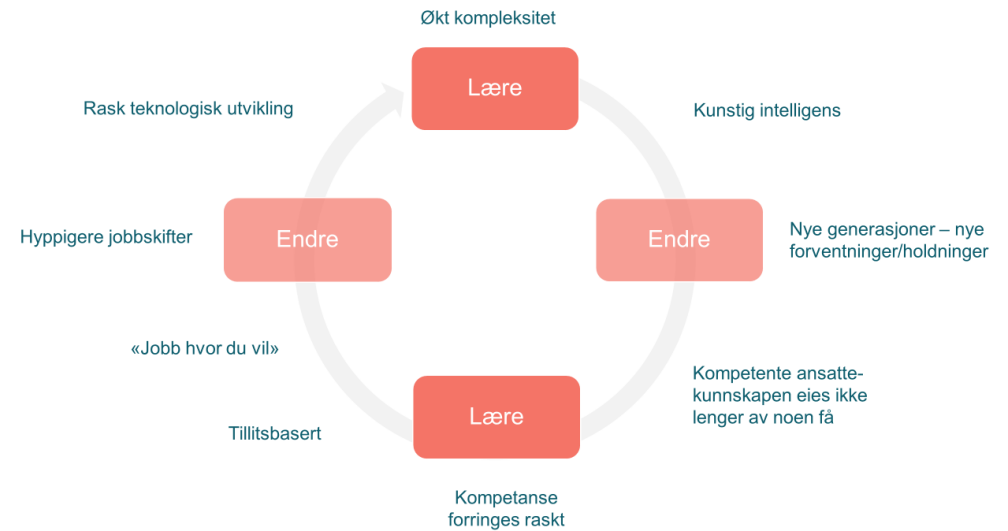 Økt kompleksitet
Lære
Rask teknologisk utvikling
Kunstig intelligens
Hyppigere jobbskifter
Endre
Endre
Nye generasjoner – nye
forventninger/holdninger
«Jobb hvor du vil»
Kompetente ansatte-
kunnskapen eies ikke
lenger av noen få
Tillitsbasert
Lære
Kompetanse
forringes raskt